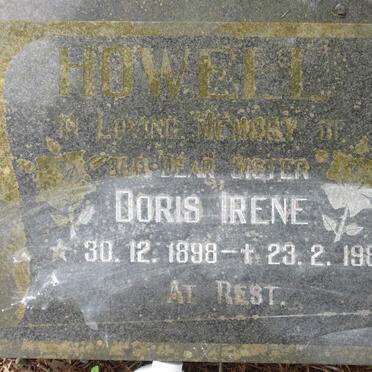 HOWELL
IN LOVING MEMORY OF
OUR DEAR SISTER
DORIS IRENE
★ 30. 12. 1898 – ✝ 23. 2. 198
AT REST.